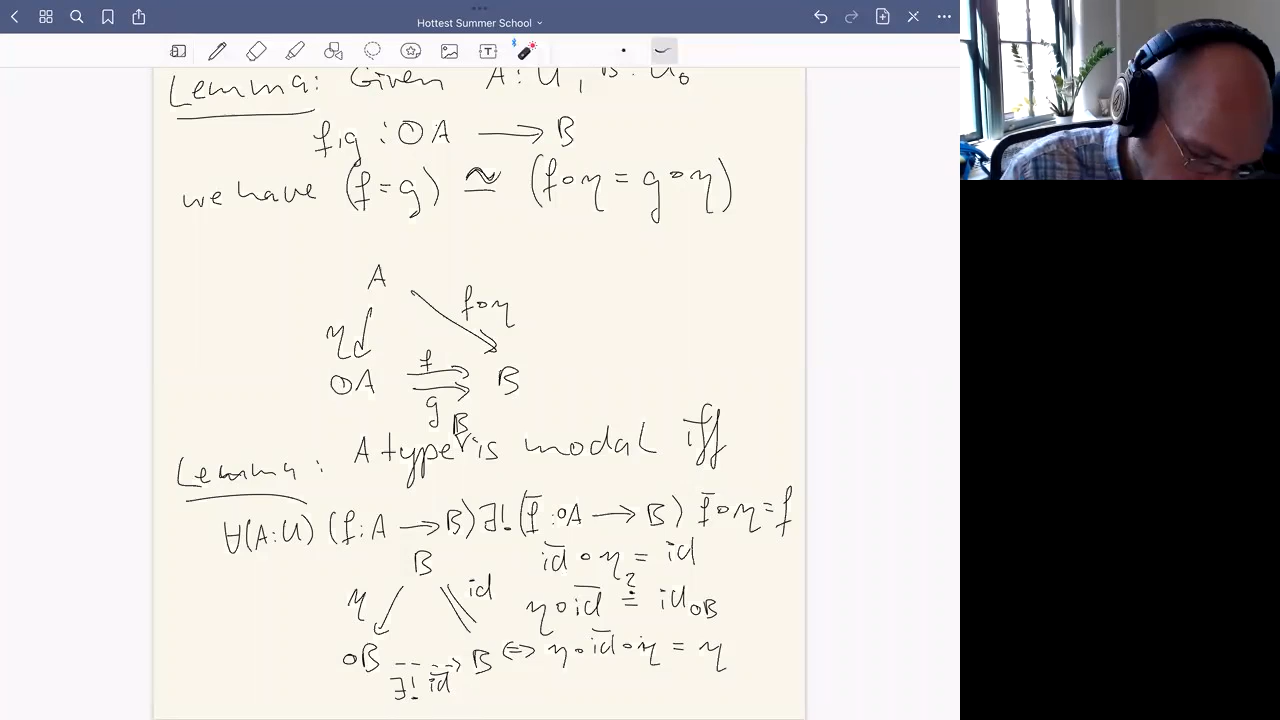 Hottest Summer School
Lemma: Given A:U, B:U₀
f,g : ○A ⟶ B
we have (f=g) ≃ (f∘η = g∘η)
A
f∘η
η
f
○A B
g
B
Lemma: A type is modal iff
∀(A:U) (f:A ⟶ B) ∃!(f̄:○A ⟶ B) f̄∘η=f
B
id̄ ∘ η = id
η id
?
η ∘ id̄ = id○B
○B B ⇔ η∘id̄∘η = η
∃! id̄